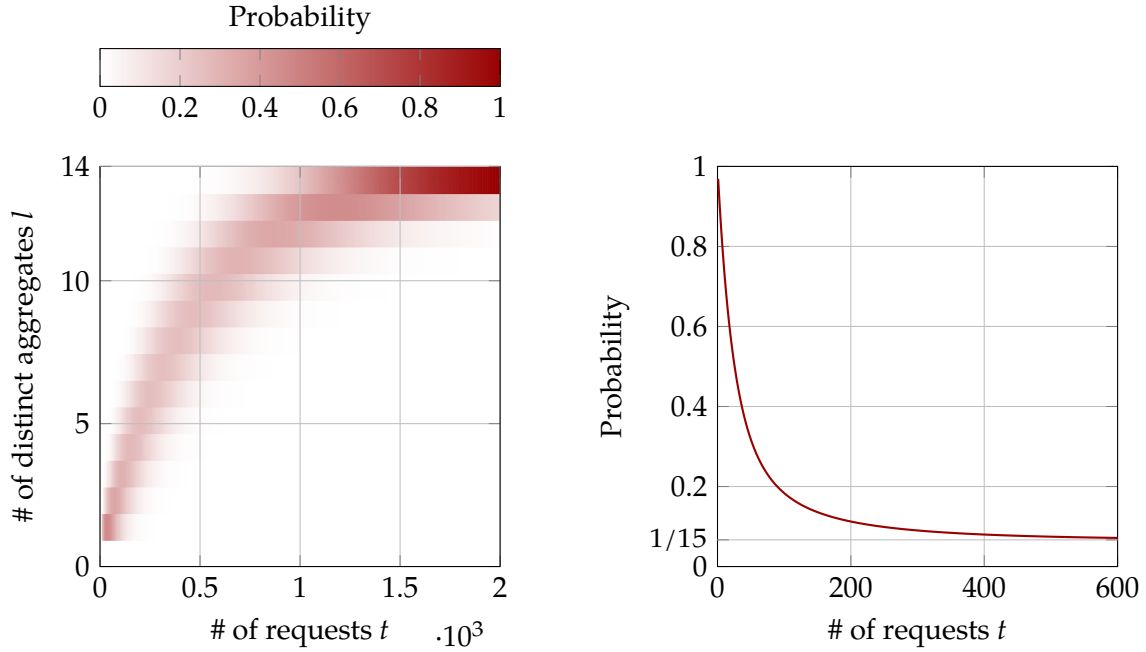 Probability
0 0.2 0.4 0.6 0.8 1
14
10
5
0
# of distinct aggregates l
0 0.5 1 1.5 2
# of requests t ·10³
1
0.8
0.6
0.4
0.2
1/15
0
Probability
0 200 400 600
# of requests t